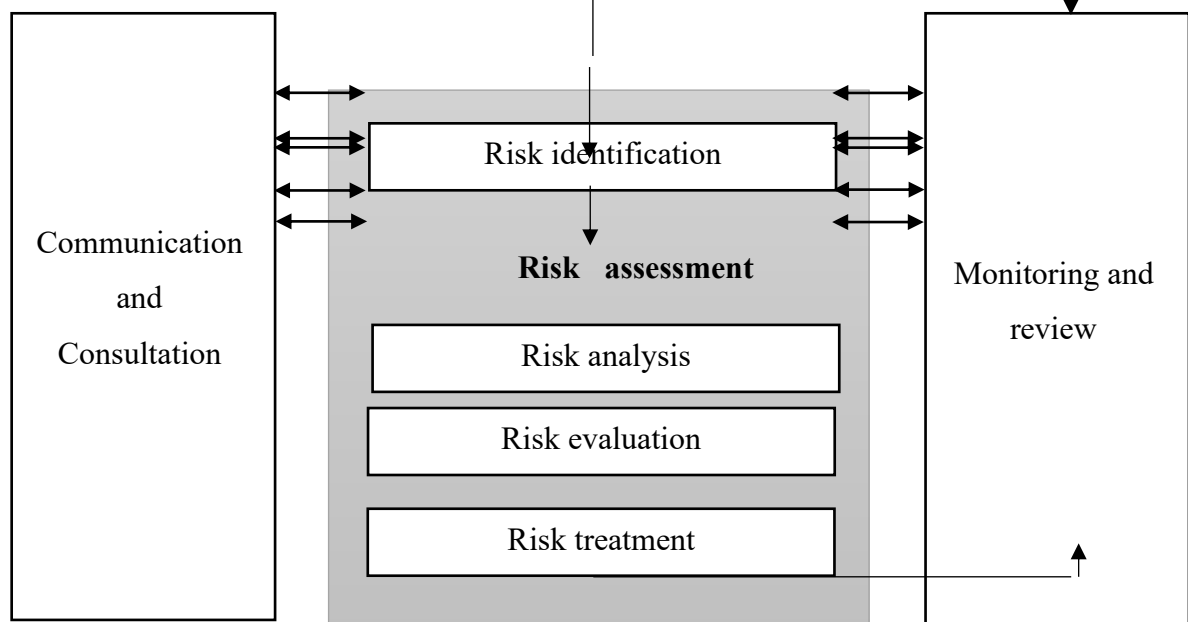 Communication
and
Consultation
Risk identification
Risk assessment
Risk analysis
Risk evaluation
Risk treatment
Monitoring and
review